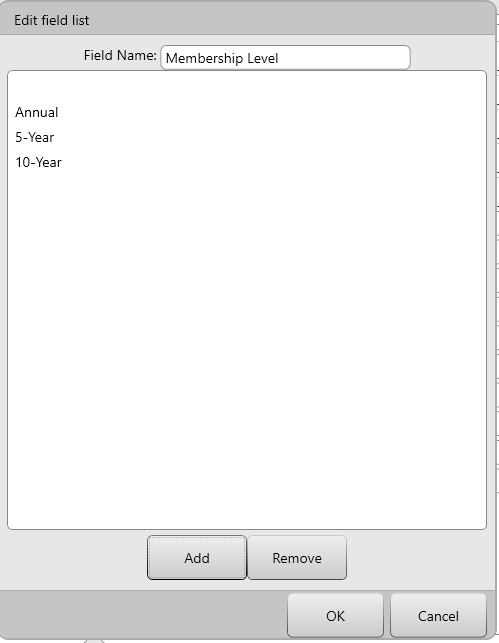 Edit field list
Field Name: Membership Level
Annual
5-Year
10-Year
Add Remove
OK Cancel